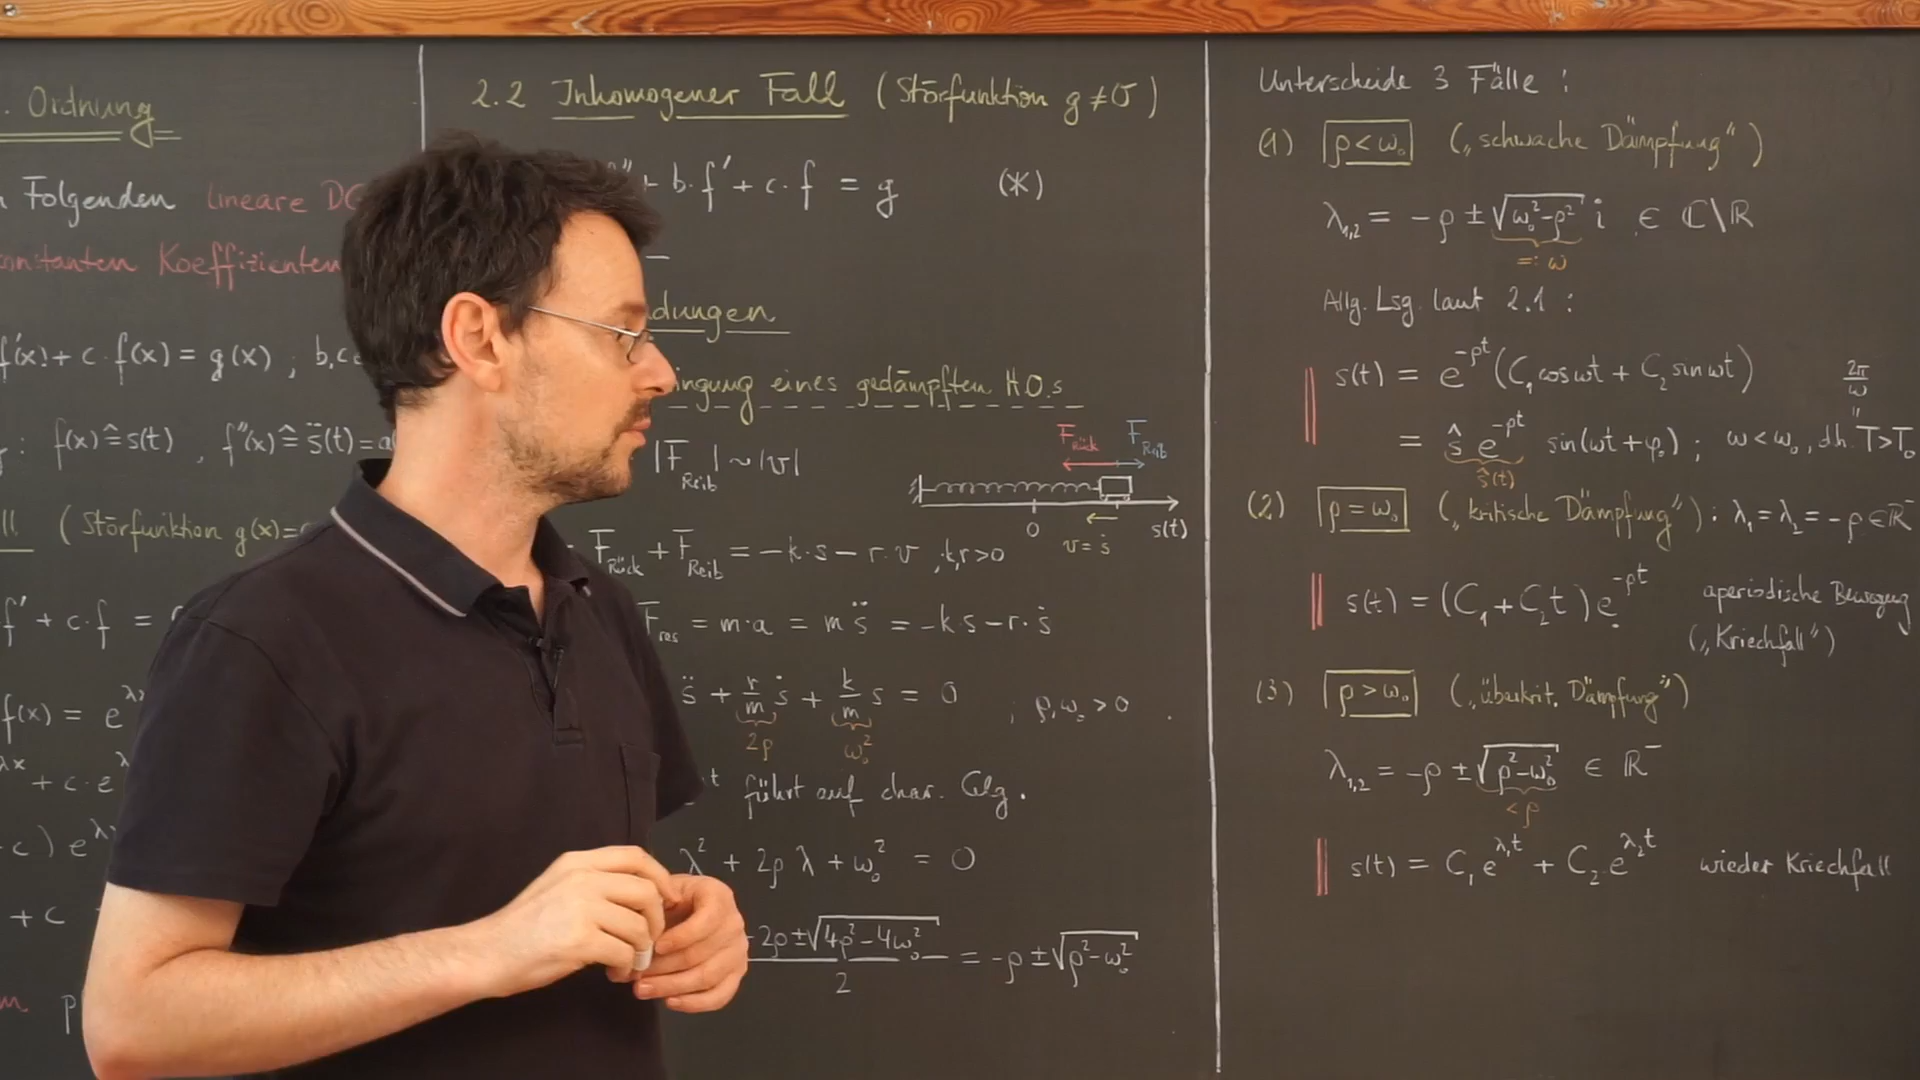 . Ordnung
Folgenden lineare
Koeffizienten
f'(x) + c · f(x) = g(x) ; b,c
: f(x) ≙ s(t) , f''(x) ≙ s̈(t) =
(Störfunktion g(x) =
f' + c · f =
f(x) = e^λx
+ c · e^λ
c ) e^λ
+ c
2.2 Inhomogener Fall (Störfunktion g ≠ 0)
+ b · f' + c · f = g (*)
eines gedämpften H.O.s
|F_Reib| ~ |v|
F_Rück F_Reib
0 s(t)
v = ṡ
F_Rück + F_Reib = -k · s - r · v , k,r > 0
F_res = m · a = m s̈ = -k · s - r · ṡ
s̈ + r/m ṡ + k/m s = 0 ; ρ, ω₀ > 0
2ρ ω₀²
führt auf char. Glg.
λ² + 2ρ λ + ω₀² = 0
-2ρ ± √(4ρ² - 4ω₀²) / 2 = -ρ ± √(ρ² - ω₀²)
Unterscheide 3 Fälle :
(1) ρ < ω₀ („schwache Dämpfung")
λ₁,₂ = -ρ ± √(ω₀² - ρ²) i ∈ ℂ\ℝ
=: ω
Allg. Lsg. laut 2.1 :
s(t) = e^-ρt (C₁ cos ωt + C₂ sin ωt) 2π/ω
= ŝ e^-ρt sin(ωt + φ₀) ; ω < ω₀, d.h. T > T₀
ŝ(t)
(2) ρ = ω₀ („kritische Dämpfung") : λ₁ = λ₂ = -ρ ∈ ℝ⁻
s(t) = (C₁ + C₂t) e^-ρt aperiodische Bewegung
(„Kriechfall")
(3) ρ > ω₀ („überkrit. Dämpfung")
λ₁,₂ = -ρ ± √(ρ² - ω₀²) ∈ ℝ⁻
< ρ
s(t) = C₁ e^λ₁t + C₂ e^λ₂t wieder Kriechfall